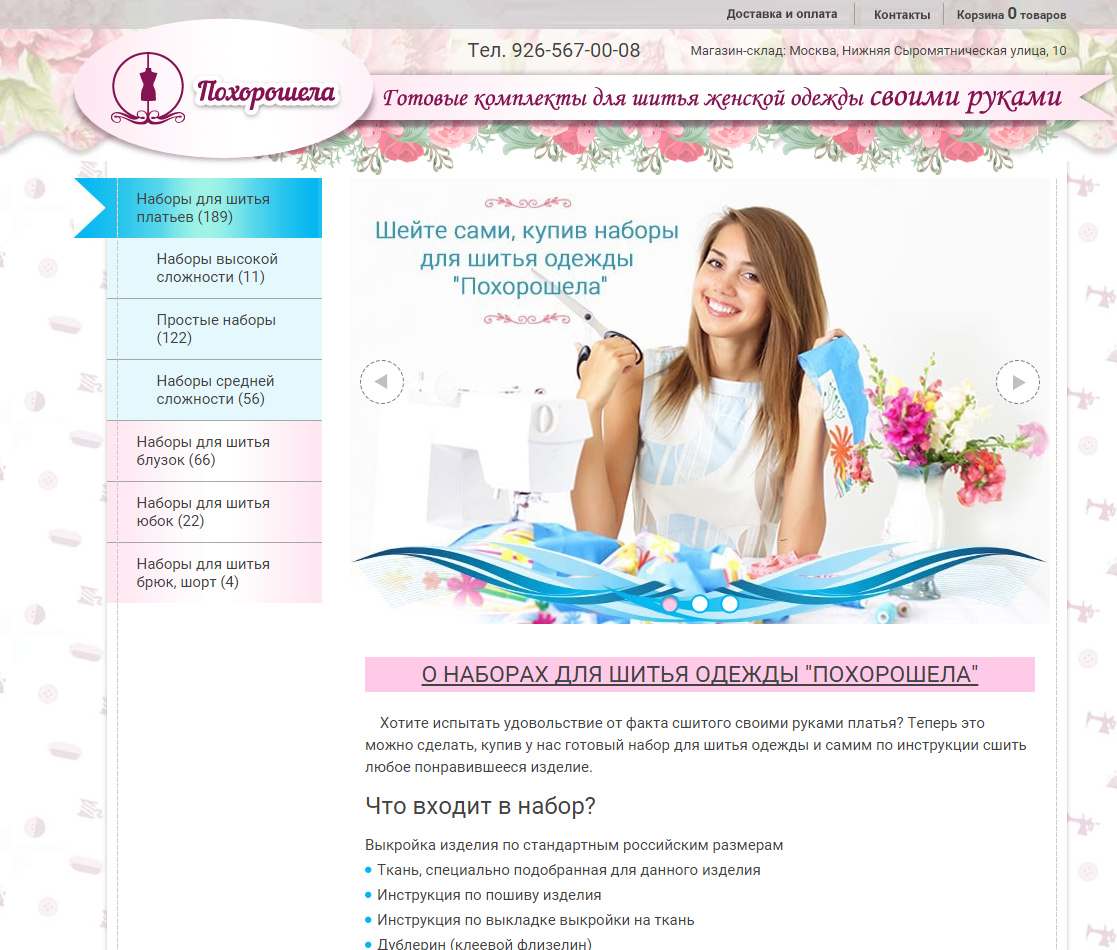 Доставка и оплата
Контакты
Корзина 0 товаров
Тел. 926-567-00-08
Магазин-склад: Москва, Нижняя Сыромятническая улица, 10
Похорошела
Готовые комплекты для шитья женской одежды своими руками
Наборы для шитья
платьев (189)
Наборы высокой
сложности (11)
Простые наборы
(122)
Наборы средней
сложности (56)
Наборы для шитья
блузок (66)
Наборы для шитья
юбок (22)
Наборы для шитья
брюк, шорт (4)
Шейте сами, купив наборы
для шитья одежды
"Похорошела"
О НАБОРАХ ДЛЯ ШИТЬЯ ОДЕЖДЫ "ПОХОРОШЕЛА"
Хотите испытать удовольствие от факта сшитого своими руками платья? Теперь это
можно сделать, купив у нас готовый набор для шитья одежды и самим по инструкции сшить
любое понравившееся изделие.
Что входит в набор?
Выкройка изделия по стандартным российским размерам
Ткань, специально подобранная для данного изделия
Инструкция по пошиву изделия
Инструкция по выкладке выкройки на ткань
Дублерин (клеевой флизелин)